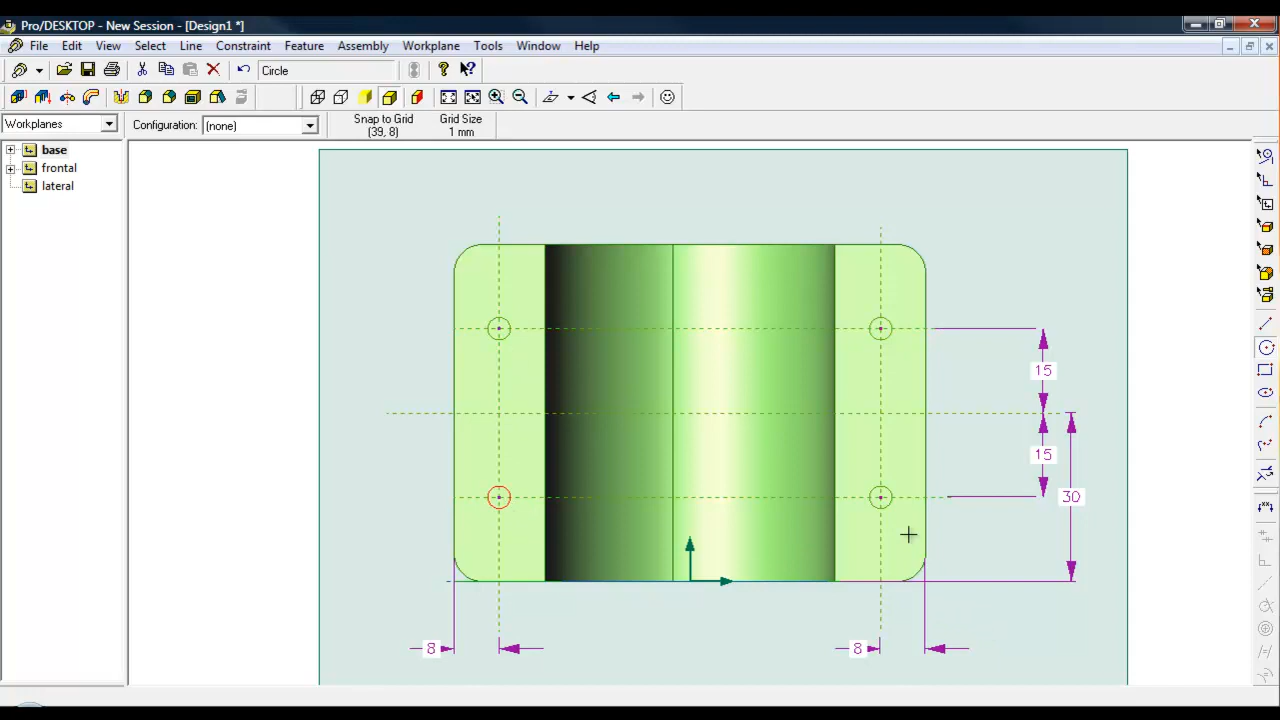 Pro/DESKTOP - New Session - [Design1 *]
File Edit View Select Line Constraint Feature Assembly Workplane Tools Window Help
Circle
Workplanes
Configuration: (none)
Snap to Grid
(39, 8)
Grid Size
1 mm
base
frontal
lateral
15
15
30
8
8